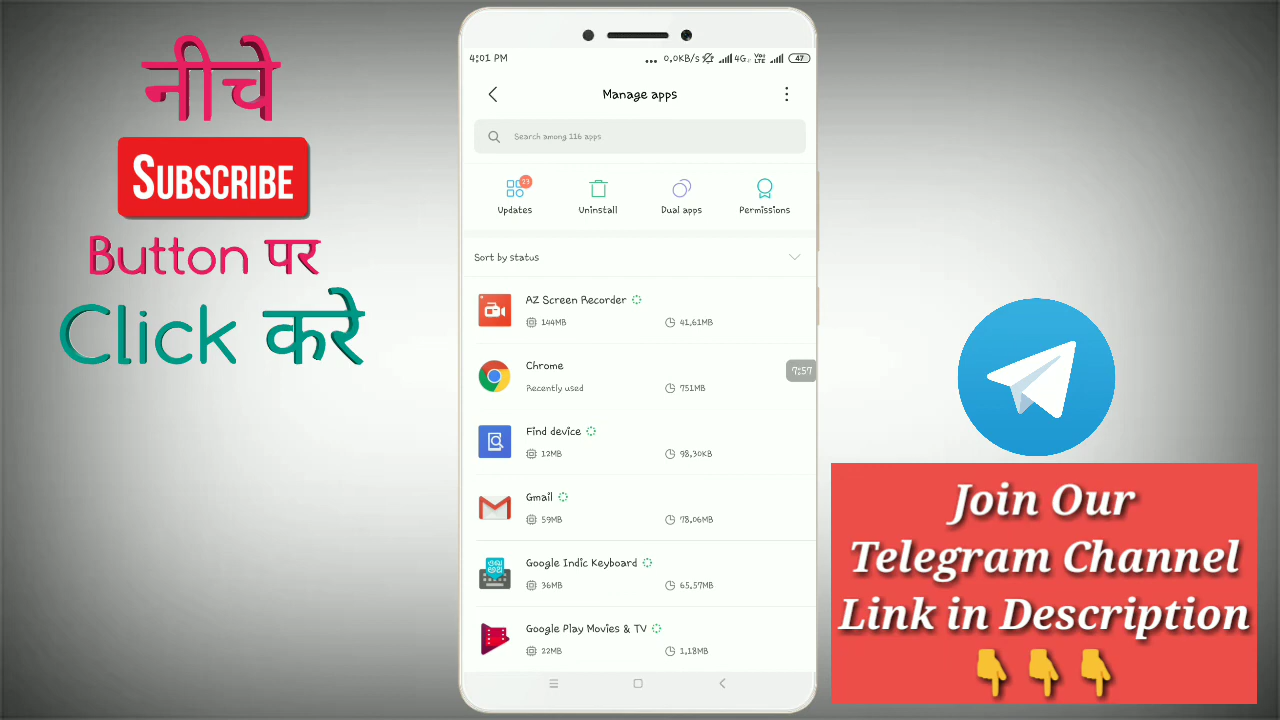 नीचे
SUBSCRIBE
Button पर
Click करे
4:01 PM
... 0.0KB/s 4G Vo LTE 47
Manage apps
Search among 116 apps
Updates Uninstall Dual apps Permissions
Sort by status
AZ Screen Recorder
144MB 41.61MB
Chrome
Recently used 751MB
7:57
Find device
12MB 98.30KB
Gmail
59MB 78.06MB
Google Indic Keyboard
36MB 65.57MB
Google Play Movies & TV
22MB 1.18MB
Join Our
Telegram Channel
Link in Description
👇👇👇